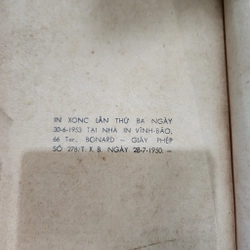 IN XONG LẦN THỨ BA NGÀY
30-6-1953 TẠI NHÀ IN VĨNH-BẢO,
66 Ter, BONARD — GIẤY PHÉP
SỐ 278/T. X. B. NGÀY 28-7-1950. —